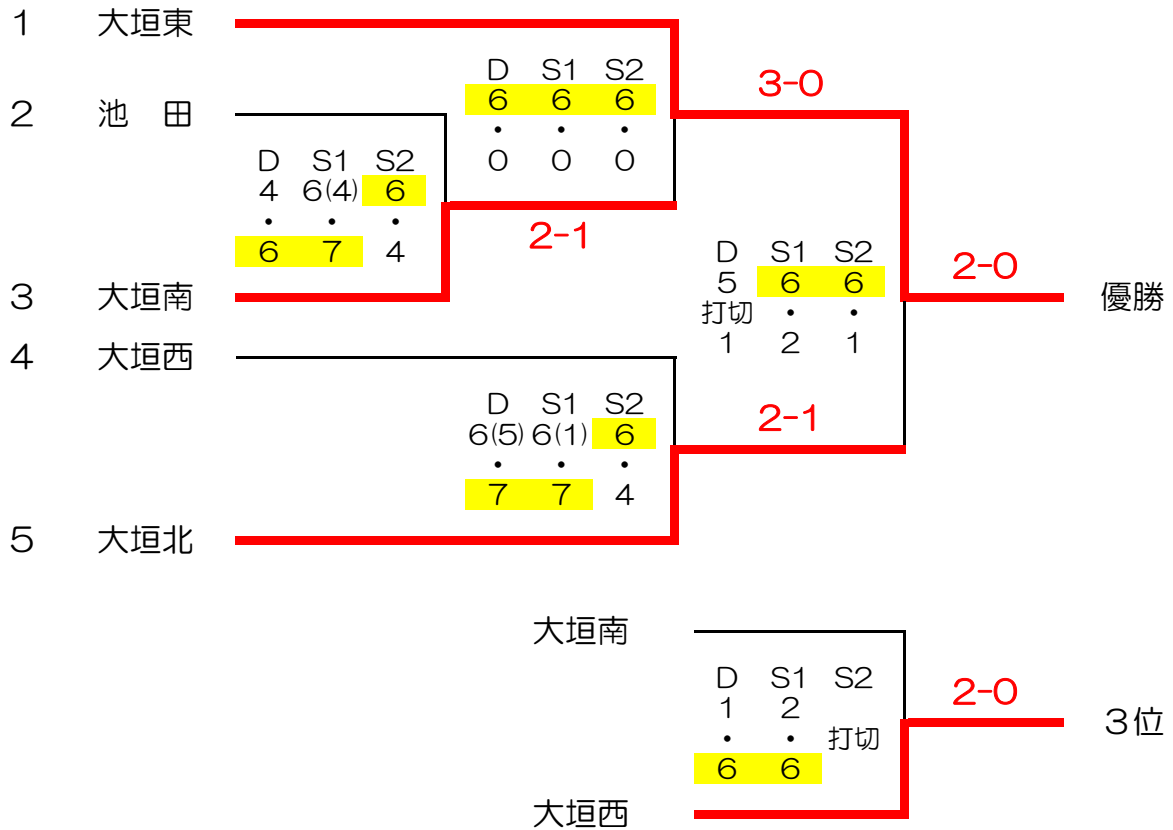 1 大垣東
D S1 S2
6 6 6
・ ・ ・
0 0 0
3-0
2 池 田
D S1 S2
4 6(4) 6
・ ・ ・
6 7 4
2-1
3 大垣南
D S1 S2
5 6 6
打切 ・ ・
1 2 1
2-0
優勝
4 大垣西
D S1 S2
6(5) 6(1) 6
・ ・ ・
7 7 4
2-1
5 大垣北
大垣南
D S1 S2
1 2
・ ・ 打切
6 6
2-0
3位
大垣西